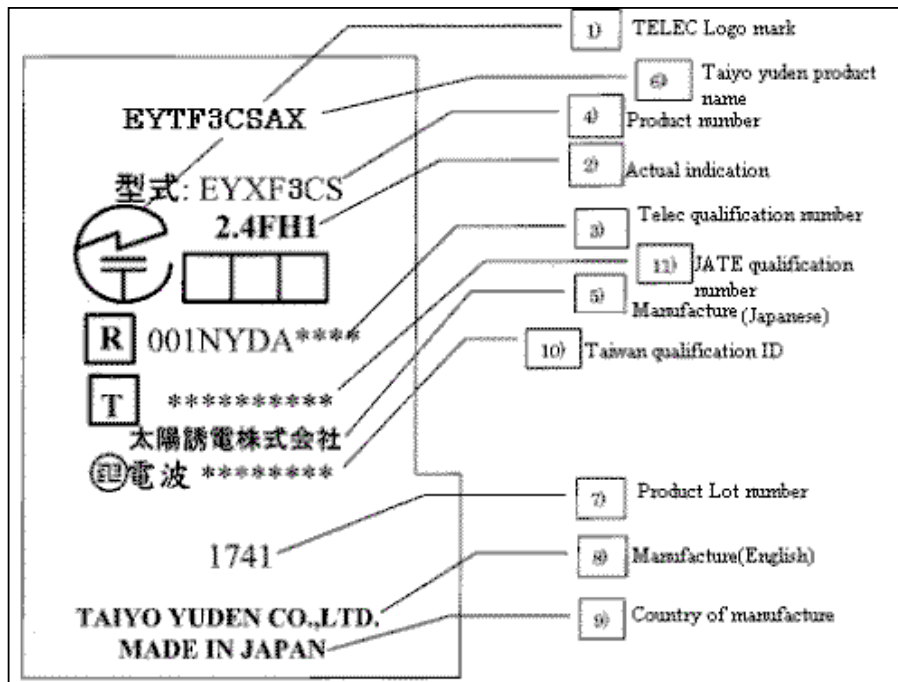 1) TELEC Logo mark
6) Taiyo yuden product
name
EYTF3CSAX
4) Product number
型式: EYXF3CS
2) Actual indication
2.4FH1
3) Telec qualification number
11) JATE qualification
number
R 001NYDA****
5) Manufacture (Japanese)
10) Taiwan qualification ID
T **********
太陽誘電株式会社
電波 ********
7) Product Lot number
1741
8) Manufacture(English)
TAIYO YUDEN CO.,LTD.
9) Country of manufacture
MADE IN JAPAN